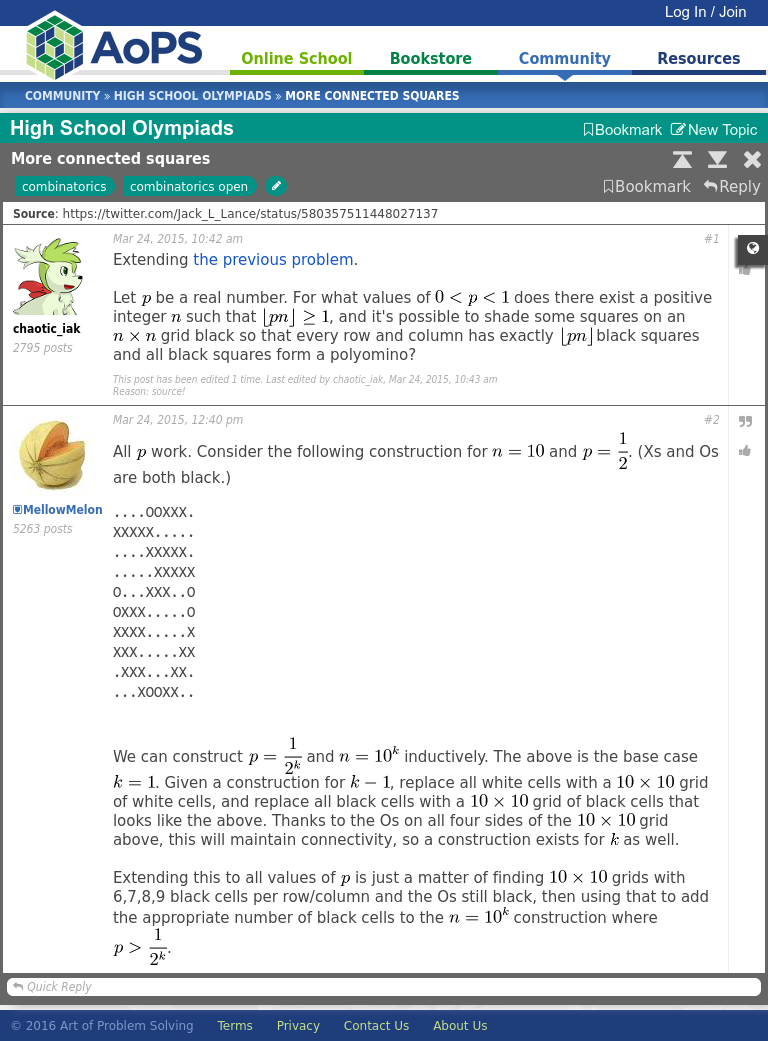 Log In / Join
AoPS
Online School Bookstore Community Resources
COMMUNITY » HIGH SCHOOL OLYMPIADS » MORE CONNECTED SQUARES
High School Olympiads Bookmark New Topic
More connected squares
combinatorics combinatorics open Bookmark Reply
Source: https://twitter.com/Jack_L_Lance/status/580357511448027137
Mar 24, 2015, 10:42 am #1
Extending the previous problem.
chaotic_iak
2795 posts
Let p be a real number. For what values of 0 < p < 1 does there exist a positive
integer n such that ⌊pn⌋ ≥ 1, and it's possible to shade some squares on an
n × n grid black so that every row and column has exactly ⌊pn⌋ black squares
and all black squares form a polyomino?
This post has been edited 1 time. Last edited by chaotic_iak, Mar 24, 2015, 10:43 am
Reason: source!
Mar 24, 2015, 12:40 pm #2
MellowMelon
5263 posts
All p work. Consider the following construction for n = 10 and p = 1/2. (Xs and Os
are both black.)
....OOXXX.
XXXXX.....
....XXXXX.
.....XXXXX
O...XXX..O
OXXX.....O
XXXX.....X
XXX.....XX
.XXX...XX.
...XOOXX..
We can construct p = 1/2^k and n = 10^k inductively. The above is the base case
k = 1. Given a construction for k − 1, replace all white cells with a 10 × 10 grid
of white cells, and replace all black cells with a 10 × 10 grid of black cells that
looks like the above. Thanks to the Os on all four sides of the 10 × 10 grid
above, this will maintain connectivity, so a construction exists for k as well.
Extending this to all values of p is just a matter of finding 10 × 10 grids with
6,7,8,9 black cells per row/column and the Os still black, then using that to add
the appropriate number of black cells to the n = 10^k construction where
p > 1/2^k.
Quick Reply
© 2016 Art of Problem Solving Terms Privacy Contact Us About Us